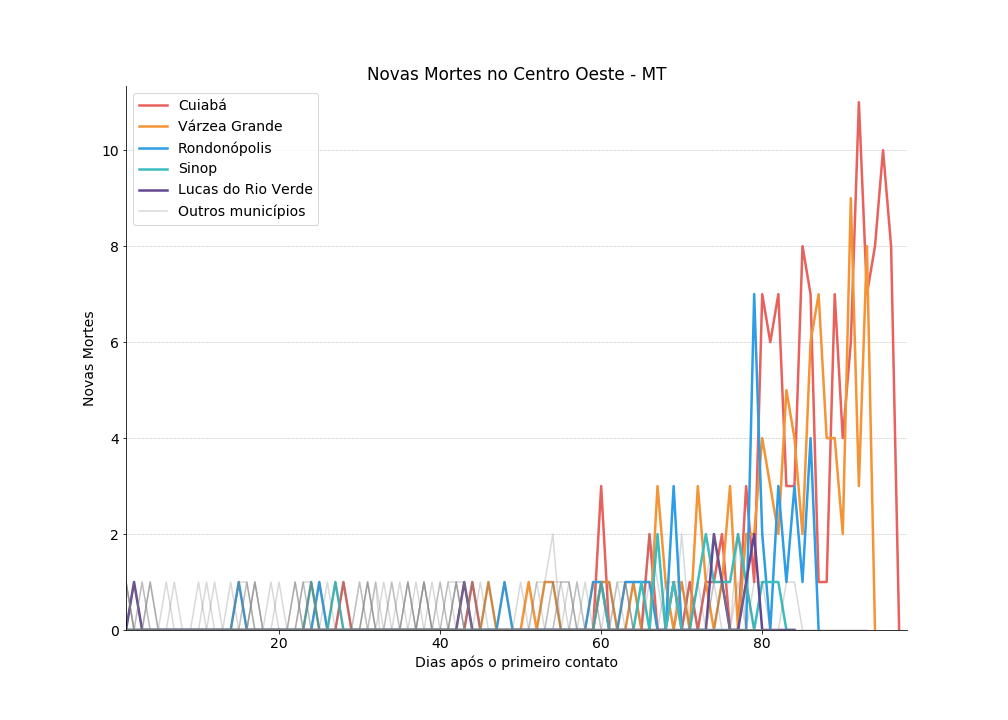 Novas Mortes no Centro Oeste - MT
Cuiabá
Várzea Grande
Rondonópolis
Sinop
Lucas do Rio Verde
Outros municípios
10
8
6
4
2
0
Novas Mortes
20 40 60 80
Dias após o primeiro contato